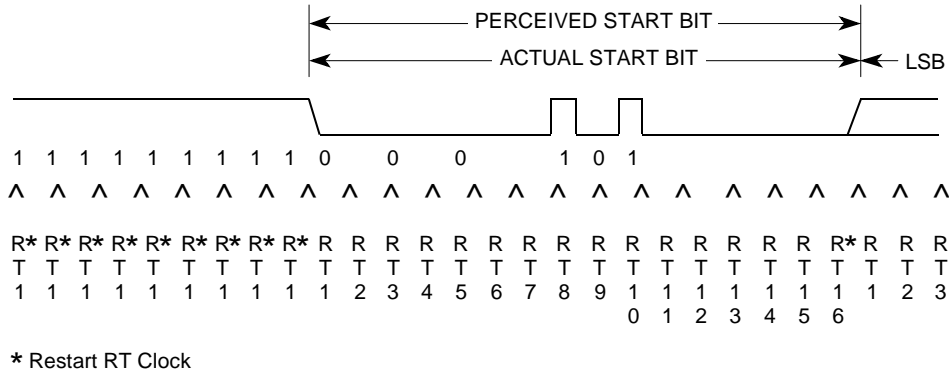 PERCEIVED START BIT
ACTUAL START BIT
LSB
1 1 1 1 1 1 1 1 1 0 0 0 1 0 1
^ ^ ^ ^ ^ ^ ^ ^ ^ ^ ^ ^ ^ ^ ^ ^ ^ ^ ^ ^ ^ ^ ^
R* R* R* R* R* R* R* R* R* R R R R R R R R R R R R R R R R* R R R
T T T T T T T T T T T T T T T T T T T T T T T T T T T T
1 1 1 1 1 1 1 1 1 1 2 3 4 5 6 7 8 9 1 1 1 1 1 1 1 1 2 3
0 1 2 3 4 5 6
* Restart RT Clock